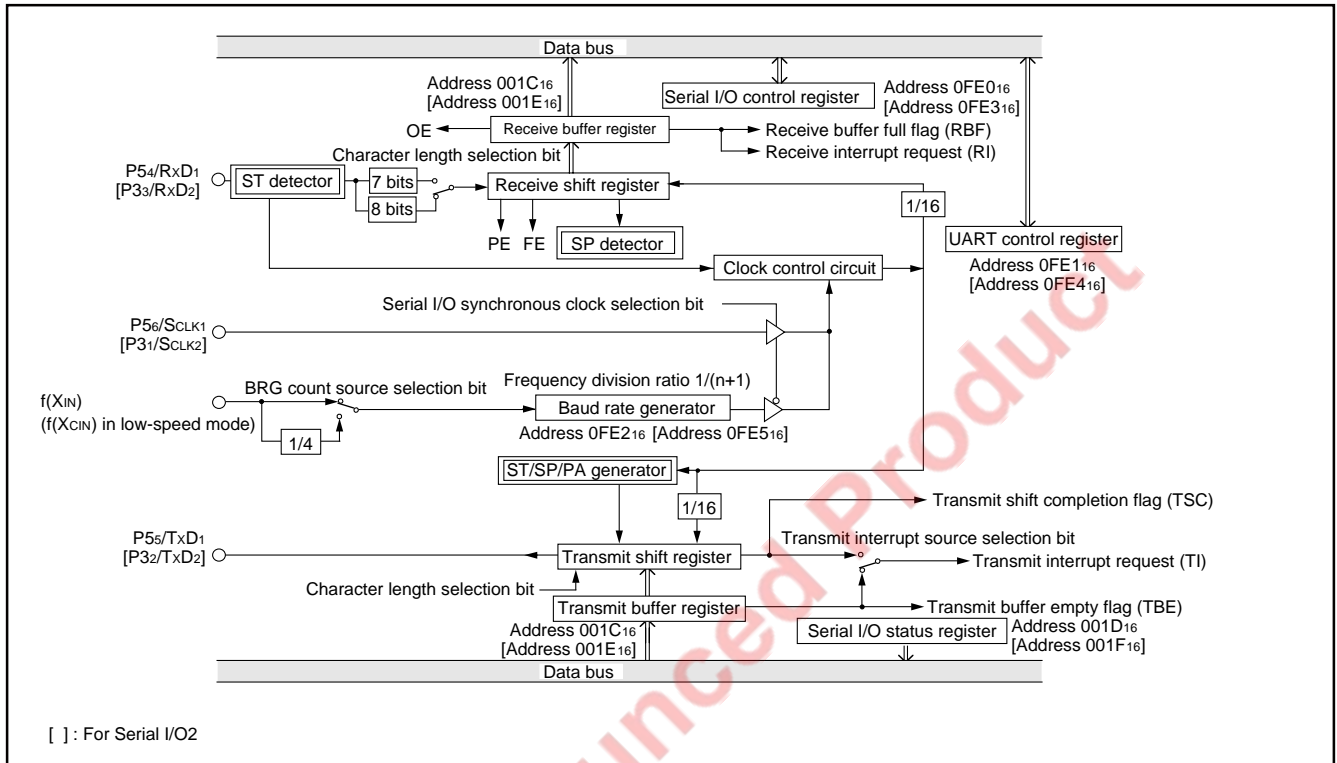 Data bus
Address 001C16
[Address 001E16]
Serial I/O control register
Address 0FE016
[Address 0FE316]
OE
Receive buffer register
Receive buffer full flag (RBF)
Receive interrupt request (RI)
Character length selection bit
P54/RxD1
[P33/RxD2]
ST detector
7 bits
8 bits
Receive shift register
1/16
PE
FE
SP detector
UART control register
Address 0FE116
[Address 0FE416]
Clock control circuit
Serial I/O synchronous clock selection bit
P56/SCLK1
[P31/SCLK2]
BRG count source selection bit
Frequency division ratio 1/(n+1)
f(XIN)
(f(XCIN) in low-speed mode)
1/4
Baud rate generator
Address 0FE216 [Address 0FE516]
ST/SP/PA generator
1/16
Transmit shift completion flag (TSC)
P55/TxD1
[P32/TxD2]
Transmit shift register
Transmit interrupt source selection bit
Transmit interrupt request (TI)
Character length selection bit
Transmit buffer register
Transmit buffer empty flag (TBE)
Address 001C16
[Address 001E16]
Serial I/O status register
Address 001D16
[Address 001F16]
Data bus
[ ] : For Serial I/O2
unced Product